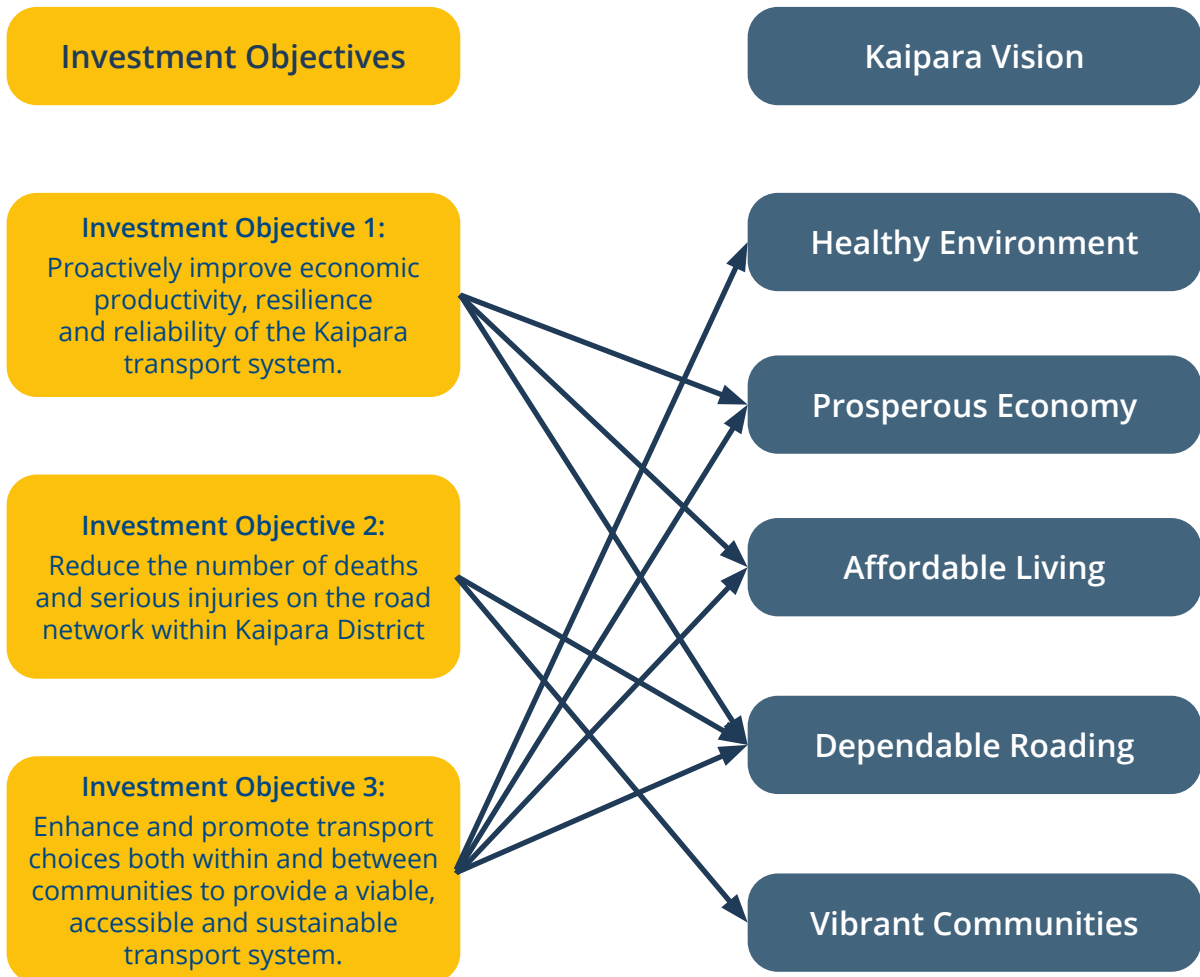 Investment Objectives
Kaipara Vision
Investment Objective 1:
Proactively improve economic
productivity, resilience
and reliability of the Kaipara
transport system.
Investment Objective 2:
Reduce the number of deaths
and serious injuries on the road
network within Kaipara District
Investment Objective 3:
Enhance and promote transport
choices both within and between
communities to provide a viable,
accessible and sustainable
transport system.
Healthy Environment
Prosperous Economy
Affordable Living
Dependable Roading
Vibrant Communities